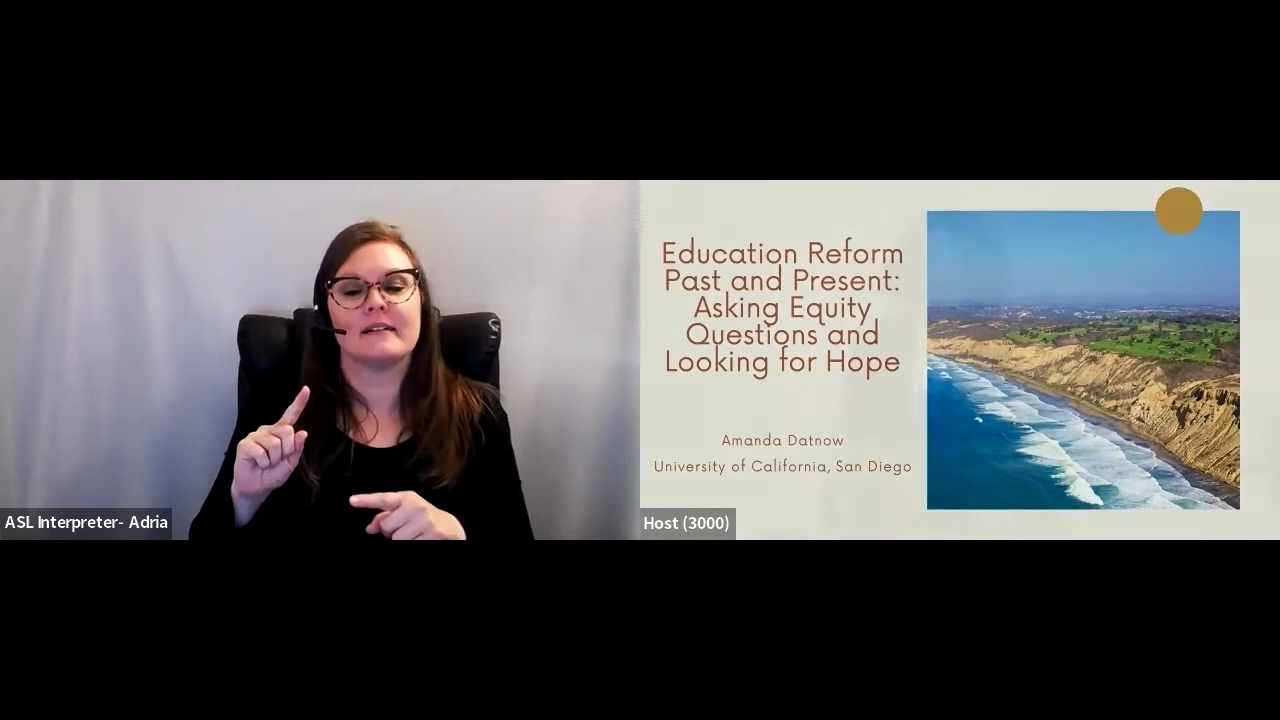 Education Reform
Past and Present:
Asking Equity
Questions and
Looking for Hope
Amanda Datnow
University of California, San Diego
ASL Interpreter- Adria
Host (3000)